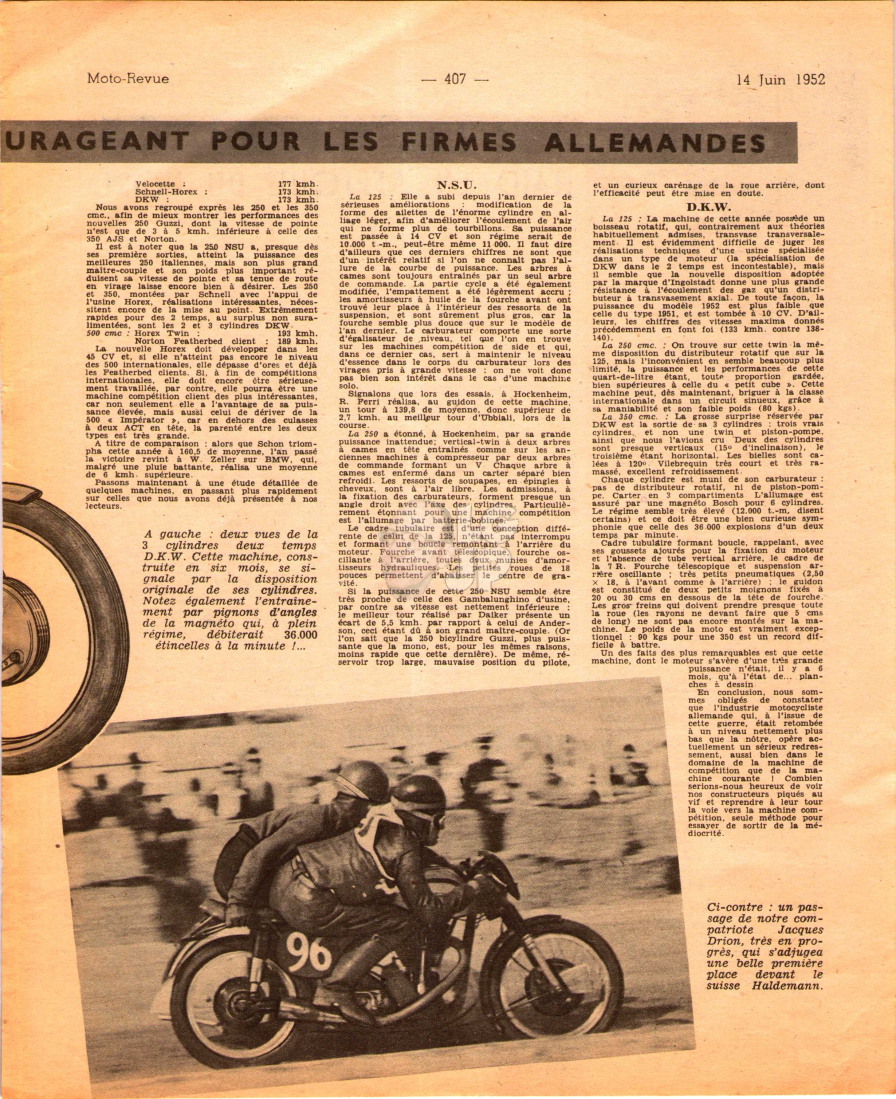 Moto-Revue
— 407 —
14 Juin 1952
URAGEANT POUR LES FIRMES ALLEMANDES
Velocette : 177 kmh.
Schnell-Horex : 173 kmh.
DKW : 173 kmh.
Nous avons regroupé exprès les 250 et les 350
cmc., afin de mieux montrer les performances des
nouvelles 250 Guzzi, dont la vitesse de pointe
n'est que de 3 à 5 kmh. inférieure à celle des
350 AJS et Norton.
Il est à noter que la 250 NSU a, presque dès
ses première sorties, atteint la puissance des
meilleures 250 italiennes, mais son plus grand
maître-couple et son poids plus important ré-
duisent sa vitesse de pointe et sa tenue de route
en virage laisse encore bien à désirer. Les 250
et 350, montées par Schnell avec l'appui de
l'usine Horex, intéressantes, néces-
sitent encore de la mise au point. Extrêmement
rapides pour des 2 temps, au surplus non sura-
limentées, sont les 2 et 3 cylindres DKW.
500 cmc : Horex Twin : 193 kmh.
Norton Featherbed client : 189 kmh.
La nouvelle Horex doit développer dans les
45 CV et, si elle n'atteint pas encore le niveau
des 500 internationales, elle dépasse d'ores et déjà
les Featherbed clients. Si, à fin de compétitions
internationales, elle doit encore être sérieuse-
ment travaillée, par contre, elle pourra être une
machine compétition client des plus intéressantes,
car non seulement elle a l'avantage de sa puis-
sance élevée, mais aussi celui de dériver de la
500 « Impérator », car en dehors des culasses
à deux ACT en tête, la parenté entre les deux
types est très grande.
A titre de comparaison : alors que Schon triom-
pha cette année à 160,5 de moyenne, l'an passé
la victoire revint à W. Zeller sur BMW, qui,
malgré une pluie battante, réalisa une moyenne
de 6 kmh. supérieure.
Passons maintenant à une étude détaillée de
quelques machines, en passant plus rapidement
sur celles que nous avons déjà présentée à nos
lecteurs.
A gauche : deux vues de la
3 cylindres deux temps
D.K.W. Cette machine, cons-
truite en six mois, se si-
gnale par la disposition
originale de ses cylindres.
Notez également l'entraîne-
ment par pignons d'angles
de la magnéto qui, à plein
régime, débiterait 36.000
étincelles à la minute !...
N.S.U.
La 125 : Elle a subi depuis l'an dernier de
sérieuses améliorations : modification de la
forme des ailettes de l'énorme cylindre en al-
liage léger, afin d'améliorer l'écoulement de l'air
qui ne forme plus de tourbillons. Sa puissance
est passée à 14 CV et son régime serait de
10.000 t.-m., peut-être même 11 000. Il faut dire
d'ailleurs que ces derniers chiffres ne sont que
d'un intérêt relatif si l'on ne connaît pas l'al-
lure de la courbe de puissance. Les arbres à
cames sont toujours entraînés par un seul arbre
de commande. La partie cycle a été également
modifiée, l'empattement a été légèrement accru ;
les amortisseurs à huile de la fourche avant ont
trouvé leur place à l'intérieur des ressorts de la
suspension, et sont sûrement plus gros, car la
fourche semble plus douce que sur le modèle de
l'an dernier. Le carburateur comporte une sorte
d'égalisateur de niveau, tel que l'on en trouve
sur les machines compétition de side et qui,
dans ce dernier cas, sert à maintenir le niveau
d'essence dans le corps du carburateur lors des
virages pris à grande vitesse : on ne voit donc
pas bien son intérêt dans le cas d'une machine
solo.
Signalons que lors des essais, à Hockenheim,
R. Ferri réalisa, au guidon de cette machine,
un tour à 139,8 de moyenne, donc supérieur de
2,7 kmh. au meilleur tour d'Ubbiali, lors de la
course.
La 250 a étonné, à Hockenheim, par sa grande
puissance inattendue; vertical-twin à deux arbres
à cames en tête entraînés comme sur les an-
ciennes machines à compresseur par deux arbres
de commande formant un V Chaque arbre à
cames est enfermé dans un carter séparé bien
refroidi. Les ressorts de soupapes, en épingles à
cheveux, sont à l'air libre. Les admissions, à
la fixation des carburateurs, forment presque un
angle droit avec l'axe des cylindres. Particuliè-
rement étonnant pour une machine compétition
est l'allumage par batterie-bobines.
Le cadre tubulaire est d'une conception diffé-
rente de celui de la 125, n'étant pas interrompu
et formant une boucle remontant à l'arrière du
moteur. Fourche avant télescopique, fourche os-
cillante à l'arrière, toutes deux munies d'amor-
tisseurs hydrauliques. Les petites roues de 18
pouces permettent d'abaisser le centre de gra-
vité.
Si la puissance de cette 250 NSU semble être
très proche de celle des Gambalunghino d'usine,
par contre sa vitesse est nettement inférieure :
le meilleur tour réalisé par Daiker présente un
écart de 5,5 kmh. par rapport à celui de Ander-
son, ceci étant dû à son grand maître-couple. (Or
l'on sait que la 250 bicylindre Guzzi, plus puis-
sante que la mono, est, pour les mêmes raisons,
moins rapide que cette dernière). De même, ré-
servoir trop large, mauvaise position du pilote,
et un curieux carénage de la roue arrière, dont
l'efficacité peut être mise en doute.
D.K.W.
La 125 : La machine de cette année possède un
boisseau rotatif, qui, contrairement aux théories
habituellement admises, transvase transversale-
ment. Il est évidemment difficile de juger les
réalisations techniques d'une usine spécialisée
dans un type de moteur (la spécialisation de
DKW dans le 2 temps est incontestable), mais
il semble que la nouvelle disposition adoptée
par la marque d'Ingolstadt donne une plus grande
résistance à l'écoulement des gaz qu'un distri-
buteur à transvasement axial. De toute façon, la
puissance du modèle 1952 est plus faible que
celle du type 1951, et est tombée à 10 CV. D'ail-
leurs, les chiffres des vitesses maxima donnés
précédemment en font foi (133 kmh. contre 138-
140).
La 250 cmc. : On trouve sur cette twin la mê-
me disposition du distributeur rotatif que sur la
125, mais l'inconvénient en semble beaucoup plus
limité, la puissance et les performances de cette
quart-de-litre étant, toute proportion gardée,
bien supérieures à celle du « petit cube ». Cette
machine peut, dès maintenant, briguer à la classe
internationale dans un circuit sinueux, grâce à
sa maniabilité et son faible poids (80 kgs).
La 350 cmc. : La grosse surprise réservée par
DKW est la sortie de sa 3 cylindres : trois vrais
cylindres, et non une twin et piston-pompe,
ainsi que nous l'avions cru Deux des cylindres
sont presque verticaux (15° d'inclinaison), le
troisième étant horizontal. Les bielles sont ca-
lées à 120° Vilebrequin très court et très ra-
massé, excellent refroidissement.
Chaque cylindre est muni de son carburateur ;
pas de distributeur rotatif, ni de piston-pom-
pe. Carter en 3 compartiments L'allumage est
assuré par une magnéto Bosch pour 6 cylindres.
Le régime semble très élevé (12.000 t.-m., disent
certains) et ce doit être une bien curieuse sym-
phonie que celle des 36 000 explosions d'un deux
temps par minute.
Cadre tubulaire formant boucle, rappelant, avec
ses goussets ajourés pour la fixation du moteur
et l'absence de tube vertical arrière, le cadre de
la 7 R. Fourche télescopique et suspension ar-
rière oscillante ; très petits pneumatiques (2,50
× 18, à l'avant comme à l'arrière) ; le guidon
est constitué de deux petits moignons fixés à
20 ou 30 cms en dessous de la tête de fourche.
Les gros freins qui doivent prendre presque toute
la roue (les rayons ne devant faire que 5 cms
de long) ne sont pas encore montés sur la ma-
chine. Le poids de la moto est vraiment excep-
tionnel : 90 kgs pour une 350 est un record dif-
ficile à battre.
Un des faits des plus remarquables est que cette
machine, dont le moteur s'avère d'une très grande
puissance n'était, il y a 6
mois, qu'à l'état de... plan-
ches à dessin
En conclusion, nous som-
mes obligés de constater
que l'industrie motocycliste
allemande qui, à l'issue de
cette guerre, était retombée
à un niveau nettement plus
bas que la nôtre, opère ac-
tuellement un sérieux redres-
sement, aussi bien dans le
domaine de la machine de
compétition que de la ma-
chine courante ! Combien
serions-nous heureux de voir
nos constructeurs piqués au
vif et reprendre à leur tour
la voie vers la machine com-
pétition, seule méthode pour
essayer de sortir de la mé-
diocrité.
96
Ci-contre : un pas-
sage de notre com-
patriote Jacques
Drion, très en pro-
grès, qui s'adjugea
une belle première
place devant le
suisse Haldemann.